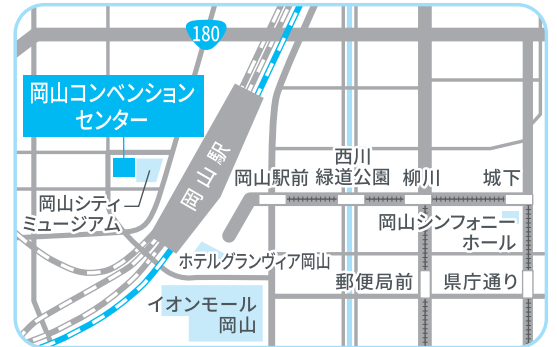 180
岡山コンベンション
センター
岡山駅
西川
緑道公園
岡山駅前
柳川
城下
岡山シティ
ミュージアム
岡山シンフォニー
ホール
ホテルグランヴィア岡山
郵便局前
県庁通り
イオンモール
岡山